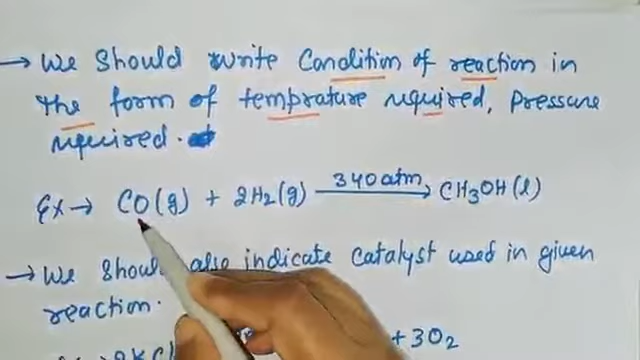 → We should write Condition of reaction in
the form of temprature required, pressure
required.
Ex → CO(g) + 2H₂(g) 340 atm → CH₃OH(l)
→ We should also indicate Catalyst used in given
reaction.
+ 3O₂